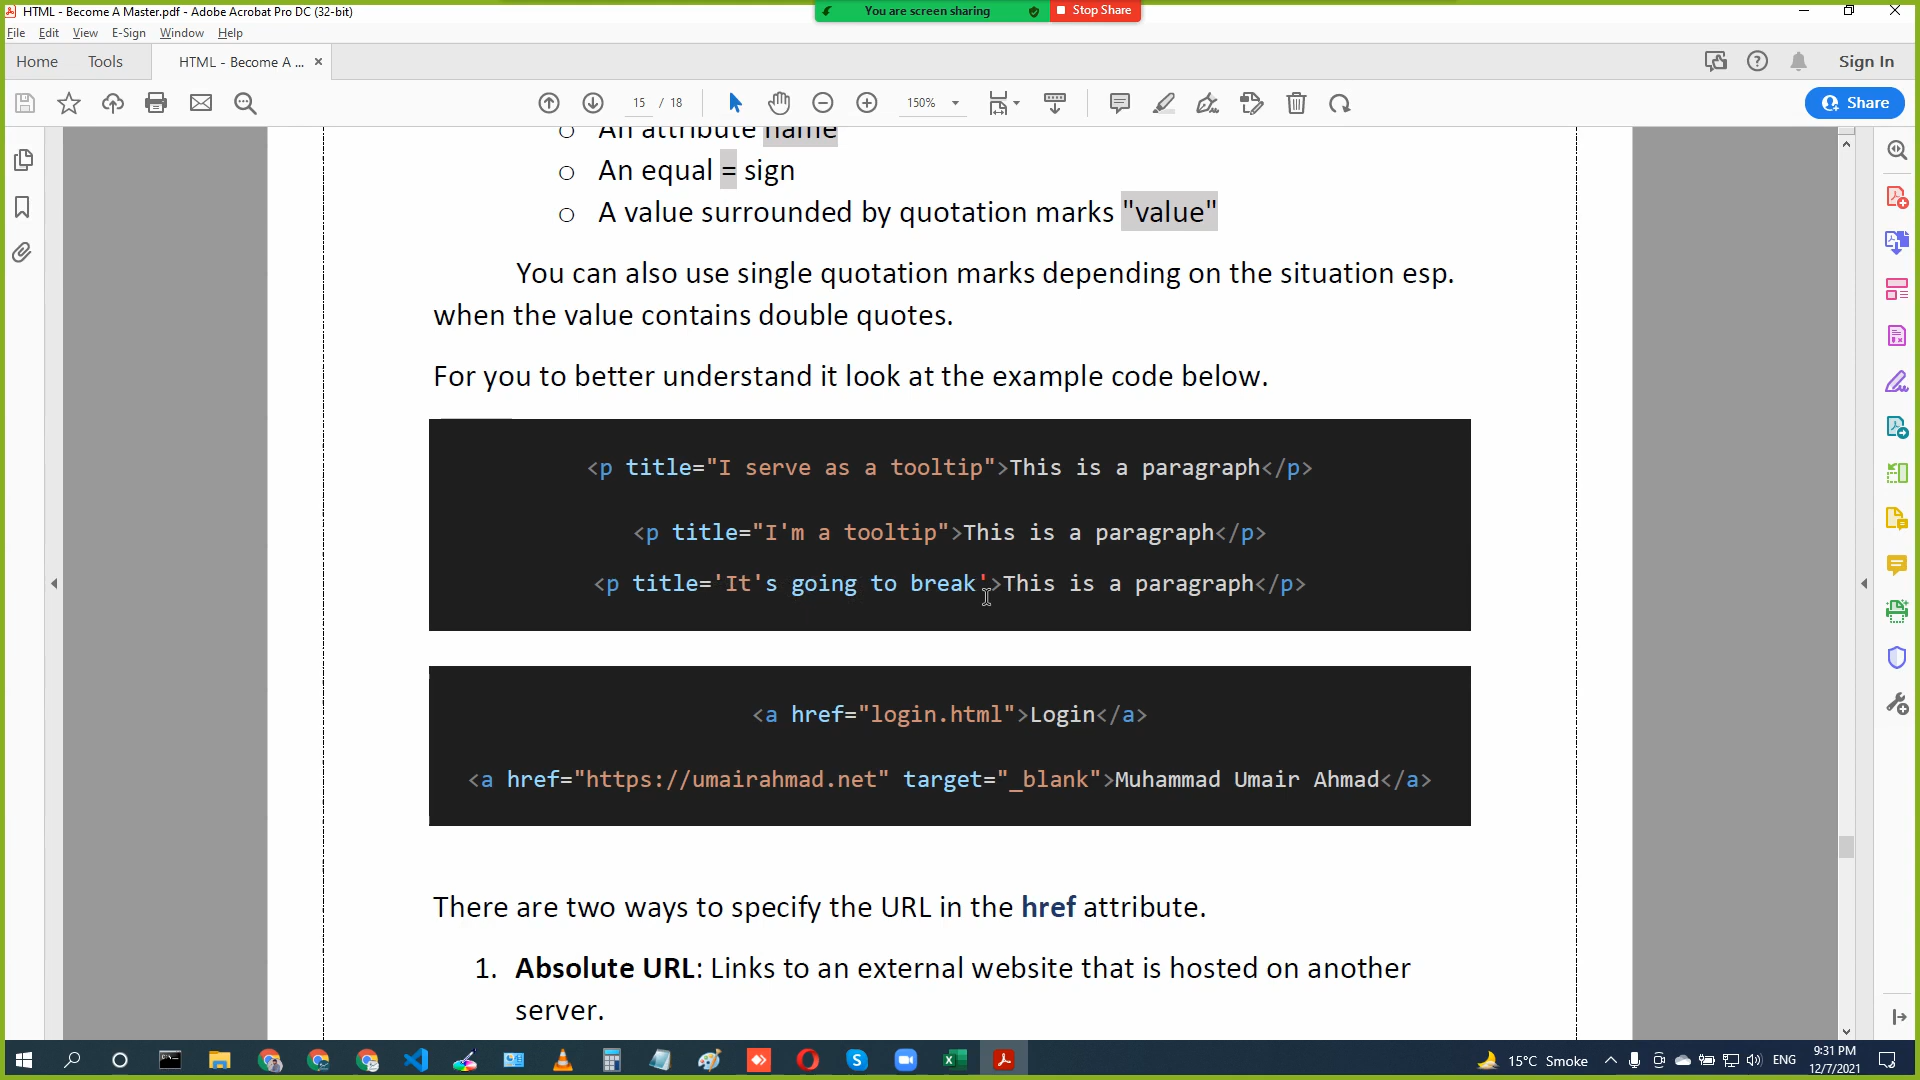 HTML - Become A Master.pdf - Adobe Acrobat Pro DC (32-bit)
You are screen sharing
Stop Share
File Edit View E-Sign Window Help
Home Tools HTML - Become A ... × Sign In
15 / 18 150% Share
○ An attribute name
○ An equal = sign
○ A value surrounded by quotation marks "value"
You can also use single quotation marks depending on the situation esp.
when the value contains double quotes.
For you to better understand it look at the example code below.
<p title="I serve as a tooltip">This is a paragraph</p>
<p title="I'm a tooltip">This is a paragraph</p>
<p title='It's going to break'>This is a paragraph</p>
<a href="login.html">Login</a>
<a href="https://umairahmad.net" target="_blank">Muhammad Umair Ahmad</a>
There are two ways to specify the URL in the href attribute.
1. Absolute URL: Links to an external website that is hosted on another
server.
15°C Smoke ENG 9:31 PM
12/7/2021